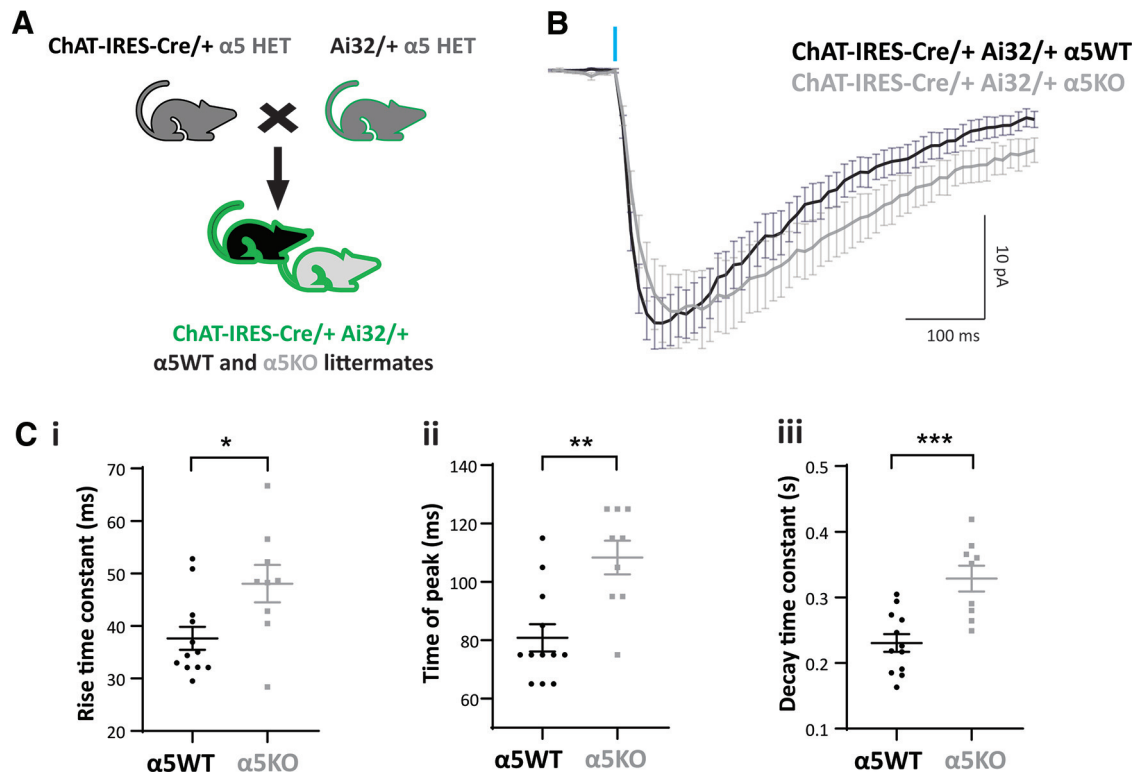 A
ChAT-IRES-Cre/+ α5 HET
Ai32/+ α5 HET
ChAT-IRES-Cre/+ Ai32/+
α5WT and α5KO littermates
B
ChAT-IRES-Cre/+ Ai32/+ α5WT
ChAT-IRES-Cre/+ Ai32/+ α5KO
10 pA
100 ms
C
i
*
Rise time constant (ms)
70
60
50
40
30
20
α5WT
α5KO
ii
**
Time of peak (ms)
140
120
100
80
60
α5WT
α5KO
iii
***
Decay time constant (s)
0.5
0.4
0.3
0.2
0.1
α5WT
α5KO